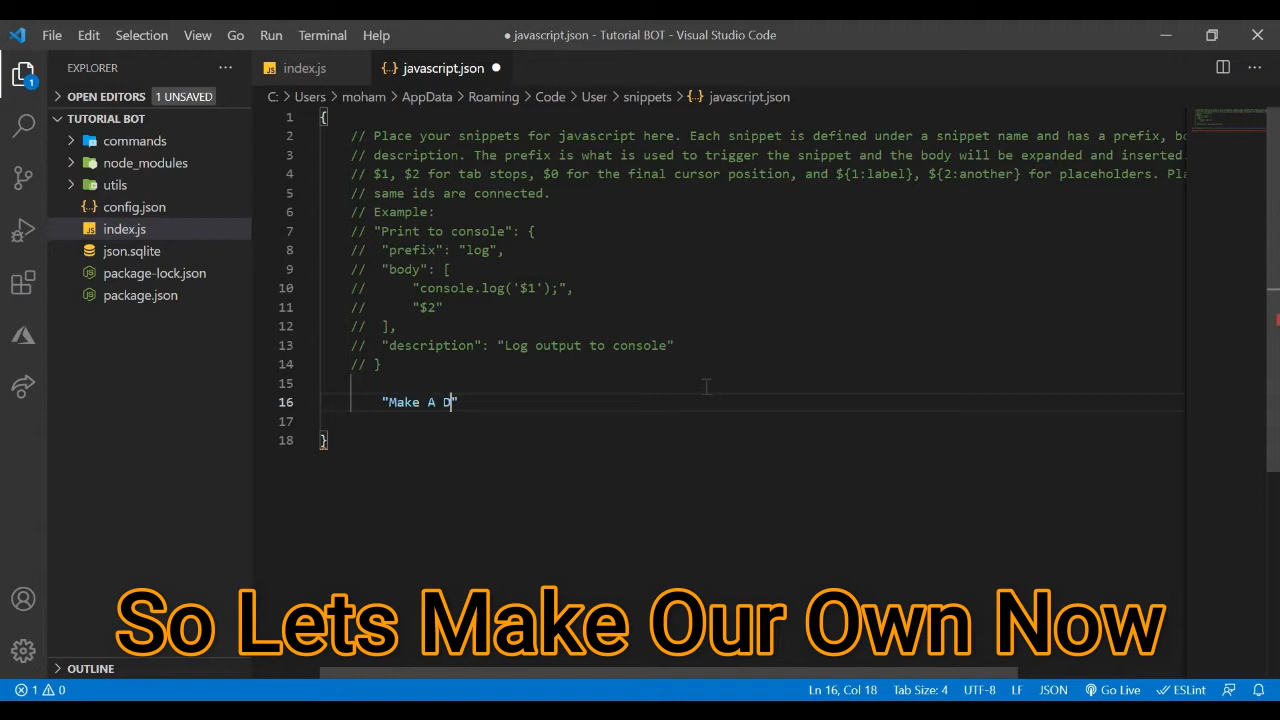 File Edit Selection View Go Run Terminal Help
● javascript.json - Tutorial BOT - Visual Studio Code
EXPLORER
index.js
javascript.json
OPEN EDITORS 1 UNSAVED
C: > Users > moham > AppData > Roaming > Code > User > snippets > javascript.json
TUTORIAL BOT
commands
node_modules
utils
config.json
index.js
json.sqlite
package-lock.json
package.json
1 {
2 // Place your snippets for javascript here. Each snippet is defined under a snippet name and has a prefix, bo
3 // description. The prefix is what is used to trigger the snippet and the body will be expanded and inserted.
4 // $1, $2 for tab stops, $0 for the final cursor position, and ${1:label}, ${2:another} for placeholders. Pl
5 // same ids are connected.
6 // Example:
7 // "Print to console": {
8 // "prefix": "log",
9 // "body": [
10 // "console.log('$1');",
11 // "$2"
12 // ],
13 // "description": "Log output to console"
14 // }
15
16 "Make A D"
17
18 }
1
So Lets Make Our Own Now
OUTLINE
1 0
Ln 16, Col 18 Tab Size: 4 UTF-8 LF JSON Go Live ESLint